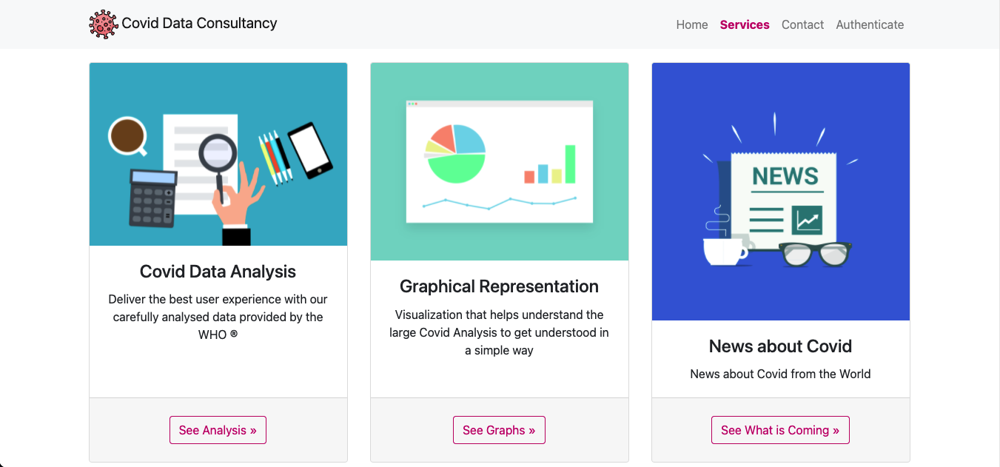 Covid Data Consultancy
Home Services Contact Authenticate
NEWS
Covid Data Analysis
Deliver the best user experience with our
carefully analysed data provided by the
WHO ®
See Analysis »
Graphical Representation
Visualization that helps understand the
large Covid Analysis to get understood in
a simple way
See Graphs »
News about Covid
News about Covid from the World
See What is Coming »